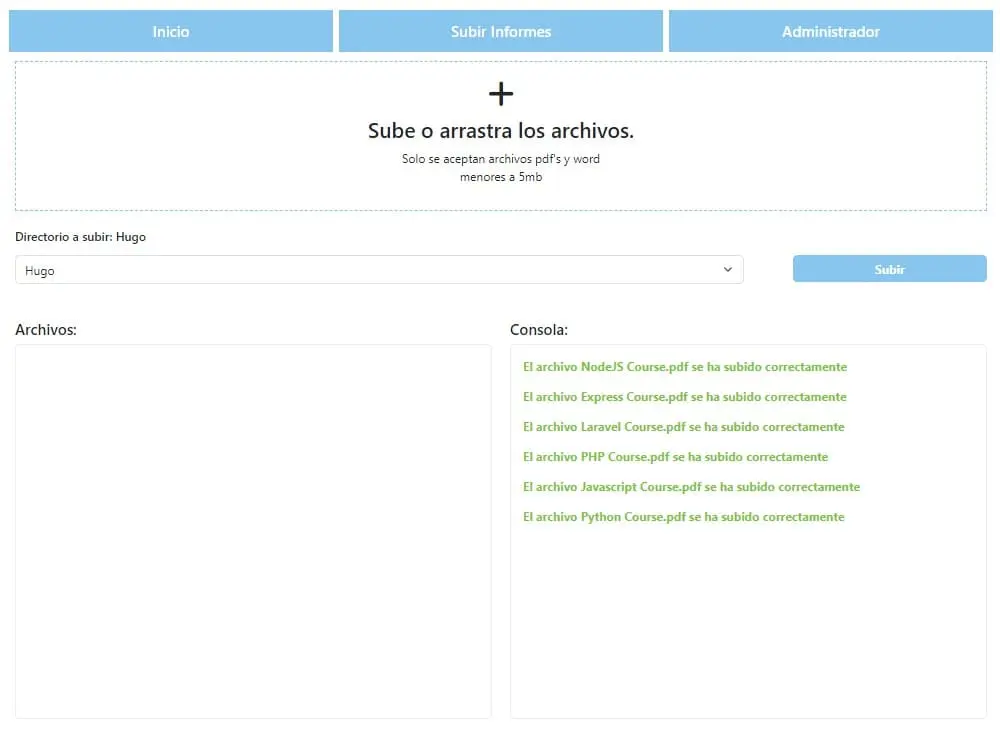 Inicio
Subir Informes
Administrador
Sube o arrastra los archivos.
Solo se aceptan archivos pdf's y word
menores a 5mb
Directorio a subir: Hugo
Hugo
Subir
Archivos:
Consola:
El archivo NodeJS Course.pdf se ha subido correctamente
El archivo Express Course.pdf se ha subido correctamente
El archivo Laravel Course.pdf se ha subido correctamente
El archivo PHP Course.pdf se ha subido correctamente
El archivo Javascript Course.pdf se ha subido correctamente
El archivo Python Course.pdf se ha subido correctamente